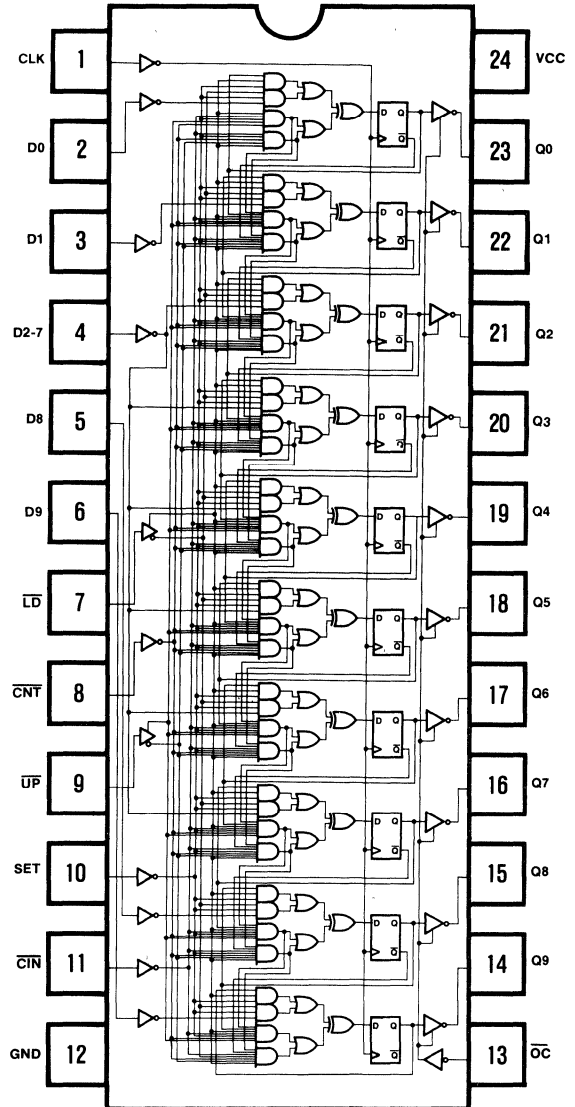 CLK 1
D0 2
D1 3
D2-7 4
D8 5
D9 6
LD 7
CNT 8
UP 9
SET 10
CIN 11
GND 12
24 VCC
23 Q0
22 Q1
21 Q2
20 Q3
19 Q4
18 Q5
17 Q6
16 Q7
15 Q8
14 Q9
13 OC
D Q
Q
D Q
Q
D Q
Q
D Q
Q
D Q
Q
D Q
Q
D Q
Q
D Q
Q
D Q
Q
D Q
Q